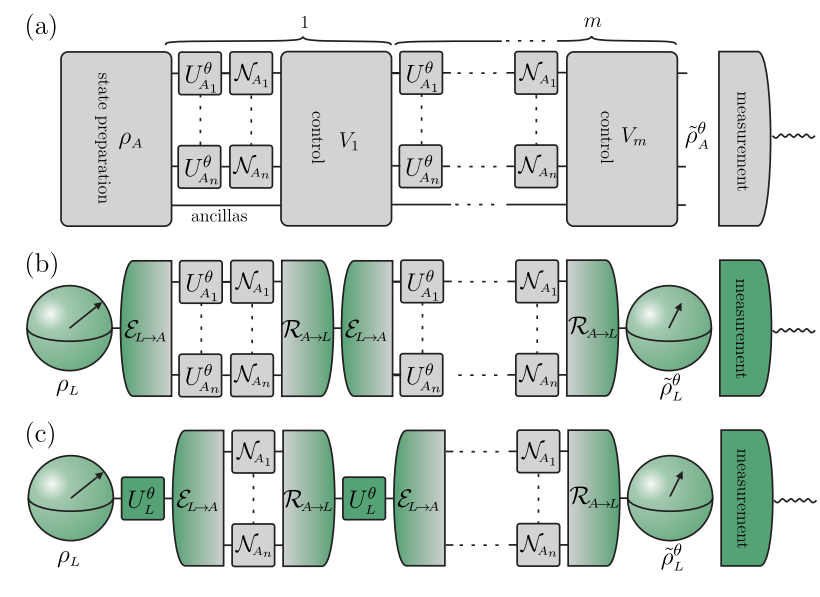 (a)
1
m
state preparation
ρ_A
U^θ_{A_1}
𝒩_{A_1}
control
V_1
U^θ_{A_1}
𝒩_{A_1}
control
V_m
ρ̃^θ_A
measurement
U^θ_{A_n}
𝒩_{A_n}
U^θ_{A_n}
𝒩_{A_n}
ancillas
(b)
ρ_L
ℰ_{L↦A}
U^θ_{A_1}
𝒩_{A_1}
ℛ_{A↦L}
ℰ_{L↦A}
U^θ_{A_1}
𝒩_{A_1}
ℛ_{A↦L}
ρ̃^θ_L
measurement
U^θ_{A_n}
𝒩_{A_n}
U^θ_{A_n}
𝒩_{A_n}
(c)
ρ_L
U^θ_L
ℰ_{L↦A}
𝒩_{A_1}
ℛ_{A↦L}
U^θ_L
ℰ_{L↦A}
𝒩_{A_1}
ℛ_{A↦L}
ρ̃^θ_L
measurement
𝒩_{A_n}
𝒩_{A_n}